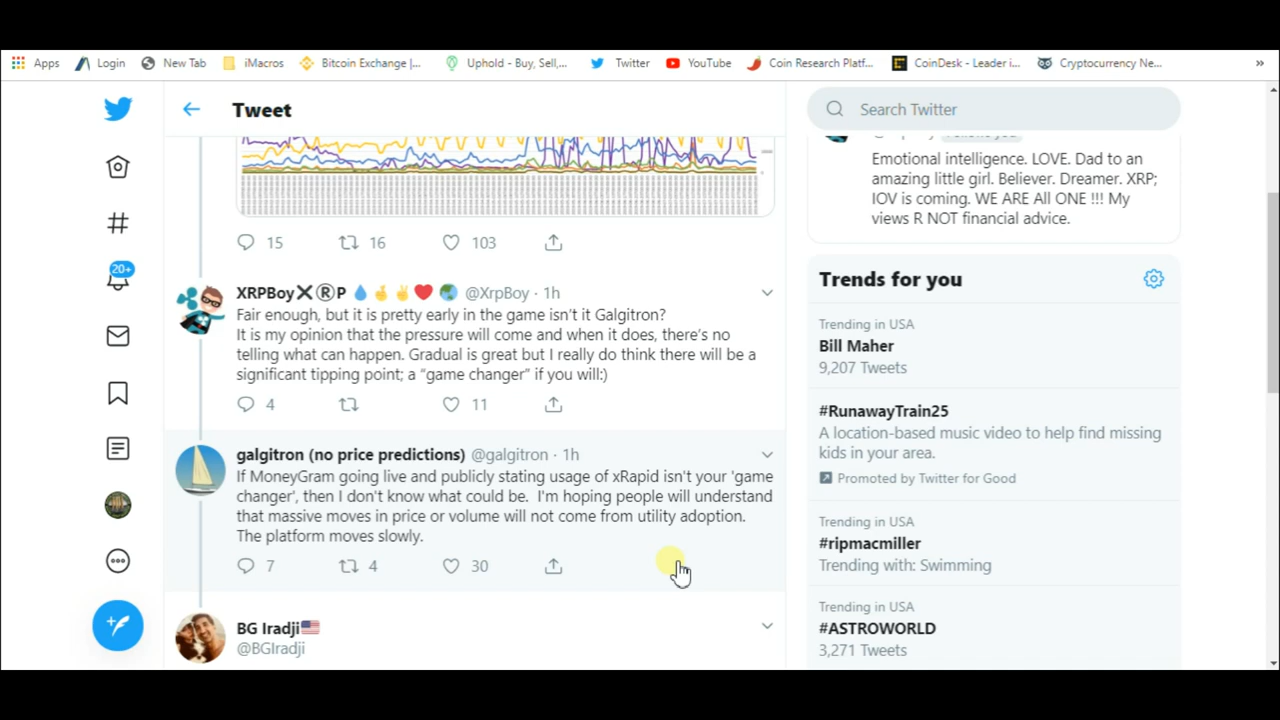 Apps Login New Tab iMacros Bitcoin Exchange |... Uphold - Buy, Sell,... Twitter YouTube Coin Research Platf... CoinDesk - Leader i... Cryptocurrency Ne... »
Tweet
15 16 103
XRPBoy❌®️P 💧🤞✌️❤️🌏 @XrpBoy · 1h
Fair enough, but it is pretty early in the game isn't it Galgitron?
It is my opinion that the pressure will come and when it does, there's no
telling what can happen. Gradual is great but I really do think there will be a
significant tipping point; a “game changer” if you will:)
4 11
galgitron (no price predictions) @galgitron · 1h
If MoneyGram going live and publicly stating usage of xRapid isn't your 'game
changer', then I don't know what could be. I'm hoping people will understand
that massive moves in price or volume will not come from utility adoption.
The platform moves slowly.
7 4 30
BG Iradji🇺🇸
@BGIradji
20+
Search Twitter
Emotional intelligence. LOVE. Dad to an
amazing little girl. Believer. Dreamer. XRP;
IOV is coming. WE ARE All ONE !!! My
views R NOT financial advice.
Trends for you
Trending in USA
Bill Maher
9,207 Tweets
#RunawayTrain25
A location-based music video to help find missing
kids in your area.
Promoted by Twitter for Good
Trending in USA
#ripmacmiller
Trending with: Swimming
Trending in USA
#ASTROWORLD
3,271 Tweets